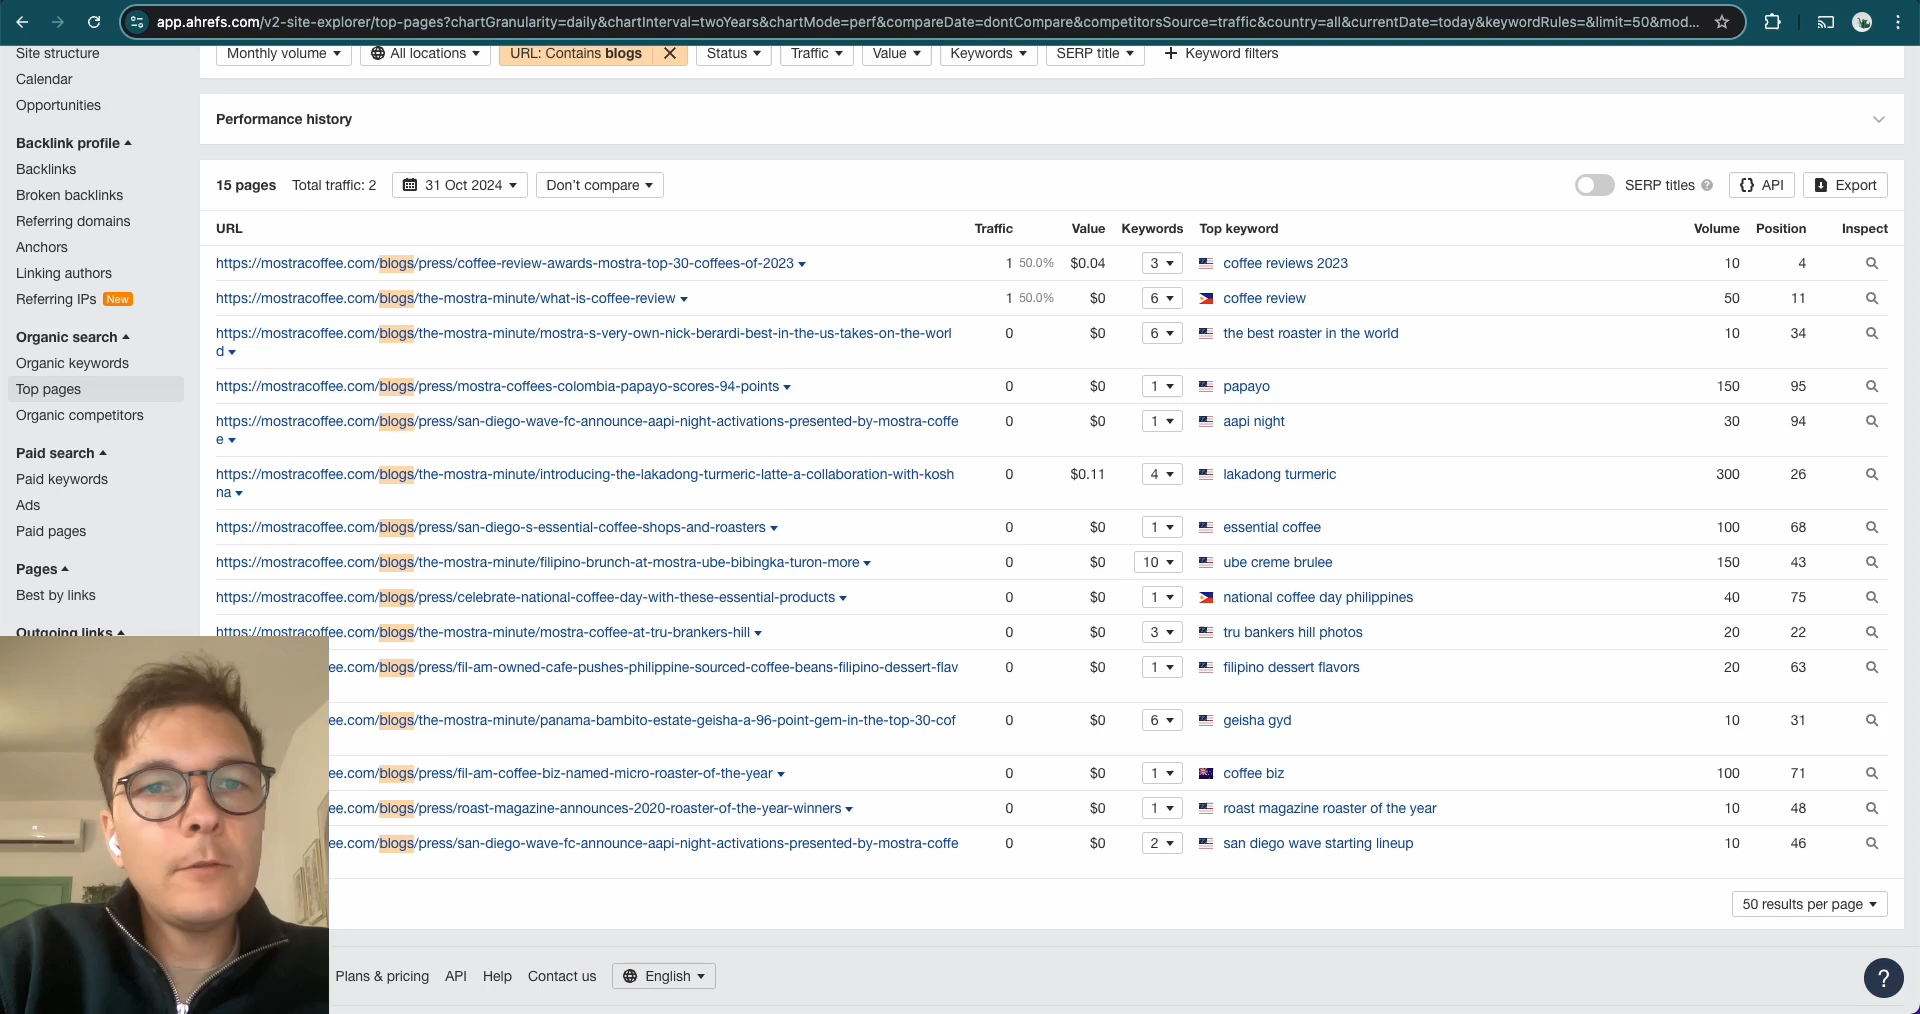 app.ahrefs.com/v2-site-explorer/top-pages?chartGranularity=daily&chartInterval=twoYears&chartMode=perf&compareDate=dontCompare&competitorsSource=traffic&country=all&currentDate=today&keywordRules=&limit=50&mod...
Site structure
Calendar
Opportunities
Backlink profile
Backlinks
Broken backlinks
Referring domains
Anchors
Linking authors
Referring IPs New
Organic search
Organic keywords
Top pages
Organic competitors
Paid search
Paid keywords
Ads
Paid pages
Pages
Best by links
Outgoing links
Monthly volume All locations URL: Contains blogs Status Traffic Value Keywords SERP title + Keyword filters
Performance history
15 pages Total traffic: 2 31 Oct 2024 Don't compare SERP titles ? API Export
URL Traffic Value Keywords Top keyword Volume Position Inspect
https://mostracoffee.com/blogs/press/coffee-review-awards-mostra-top-30-coffees-of-2023 1 50.0% $0.04 3 coffee reviews 2023 10 4
https://mostracoffee.com/blogs/the-mostra-minute/what-is-coffee-review 1 50.0% $0 6 coffee review 50 11
https://mostracoffee.com/blogs/the-mostra-minute/mostra-s-very-own-nick-berardi-best-in-the-us-takes-on-the-worl 0 $0 6 the best roaster in the world 10 34
d
https://mostracoffee.com/blogs/press/mostra-coffees-colombia-papayo-scores-94-points 0 $0 1 papayo 150 95
https://mostracoffee.com/blogs/press/san-diego-wave-fc-announce-aapi-night-activations-presented-by-mostra-coffe 0 $0 1 aapi night 30 94
e
https://mostracoffee.com/blogs/the-mostra-minute/introducing-the-lakadong-turmeric-latte-a-collaboration-with-kosh 0 $0.11 4 lakadong turmeric 300 26
na
https://mostracoffee.com/blogs/press/san-diego-s-essential-coffee-shops-and-roasters 0 $0 1 essential coffee 100 68
https://mostracoffee.com/blogs/the-mostra-minute/filipino-brunch-at-mostra-ube-bibingka-turon-more 0 $0 10 ube creme brulee 150 43
https://mostracoffee.com/blogs/press/celebrate-national-coffee-day-with-these-essential-products 0 $0 1 national coffee day philippines 40 75
https://mostracoffee.com/blogs/the-mostra-minute/mostra-coffee-at-tru-brankers-hill 0 $0 3 tru bankers hill photos 20 22
ee.com/blogs/press/fil-am-owned-cafe-pushes-philippine-sourced-coffee-beans-filipino-dessert-flav 0 $0 1 filipino dessert flavors 20 63
ee.com/blogs/the-mostra-minute/panama-bambito-estate-geisha-a-96-point-gem-in-the-top-30-cof 0 $0 6 geisha gyd 10 31
ee.com/blogs/press/fil-am-coffee-biz-named-micro-roaster-of-the-year 0 $0 1 coffee biz 100 71
ee.com/blogs/press/roast-magazine-announces-2020-roaster-of-the-year-winners 0 $0 1 roast magazine roaster of the year 10 48
ee.com/blogs/press/san-diego-wave-fc-announce-aapi-night-activations-presented-by-mostra-coffe 0 $0 2 san diego wave starting lineup 10 46
50 results per page
Plans & pricing API Help Contact us English
?